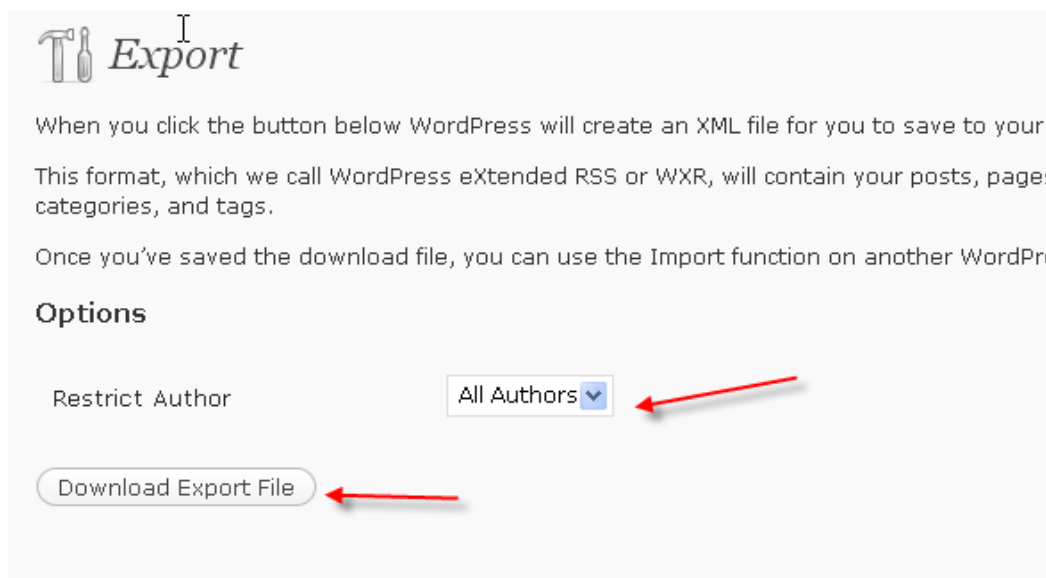 Export
When you click the button below WordPress will create an XML file for you to save to your
This format, which we call WordPress eXtended RSS or WXR, will contain your posts, pages
categories, and tags.
Once you've saved the download file, you can use the Import function on another WordPr
Options
Restrict Author All Authors
Download Export File